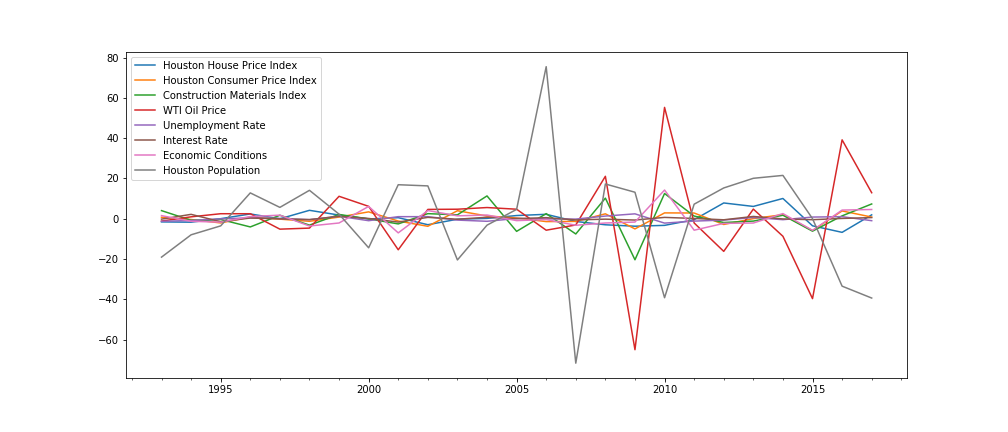 80
60
40
20
0
−20
−40
−60
1995
2000
2005
2010
2015
Houston House Price Index
Houston Consumer Price Index
Construction Materials Index
WTI Oil Price
Unemployment Rate
Interest Rate
Economic Conditions
Houston Population